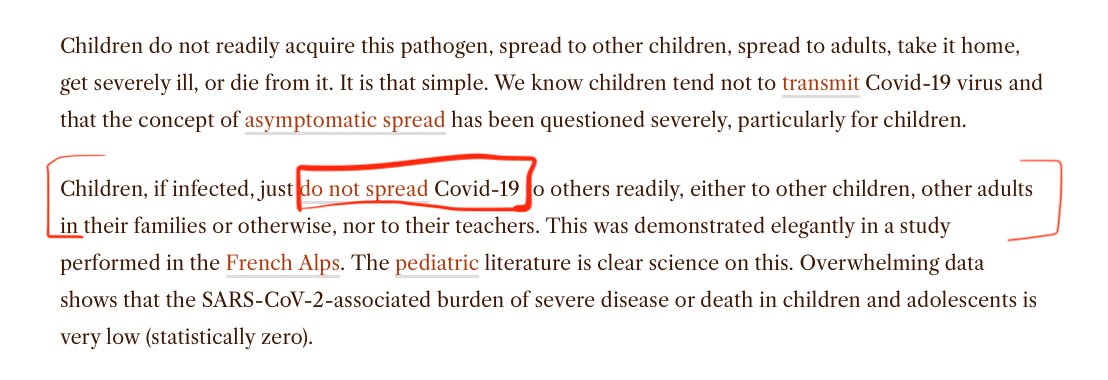 Children do not readily acquire this pathogen, spread to other children, spread to adults, take it home,
get severely ill, or die from it. It is that simple. We know children tend not to transmit Covid-19 virus and
that the concept of asymptomatic spread has been questioned severely, particularly for children.
Children, if infected, just do not spread Covid-19 o others readily, either to other children, other adults
in their families or otherwise, nor to their teachers. This was demonstrated elegantly in a study
performed in the French Alps. The pediatric literature is clear science on this. Overwhelming data
shows that the SARS-CoV-2-associated burden of severe disease or death in children and adolescents is
very low (statistically zero).